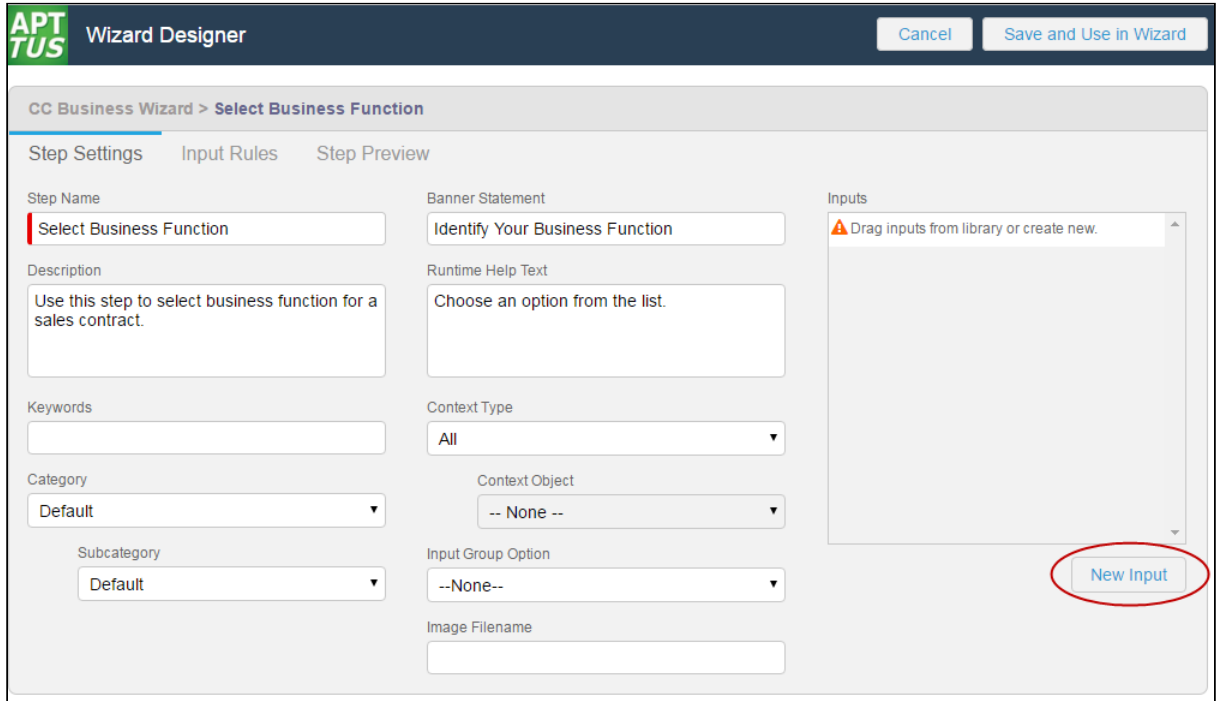 APT
TUS
Wizard Designer
Cancel
Save and Use in Wizard
CC Business Wizard > Select Business Function
Step Settings
Input Rules
Step Preview
Step Name
Select Business Function
Description
Use this step to select business function for a
sales contract.
Keywords
Category
Default
Subcategory
Default
Banner Statement
Identify Your Business Function
Runtime Help Text
Choose an option from the list.
Context Type
All
Context Object
-- None --
Input Group Option
--None--
Image Filename
Inputs
Drag inputs from library or create new.
New Input